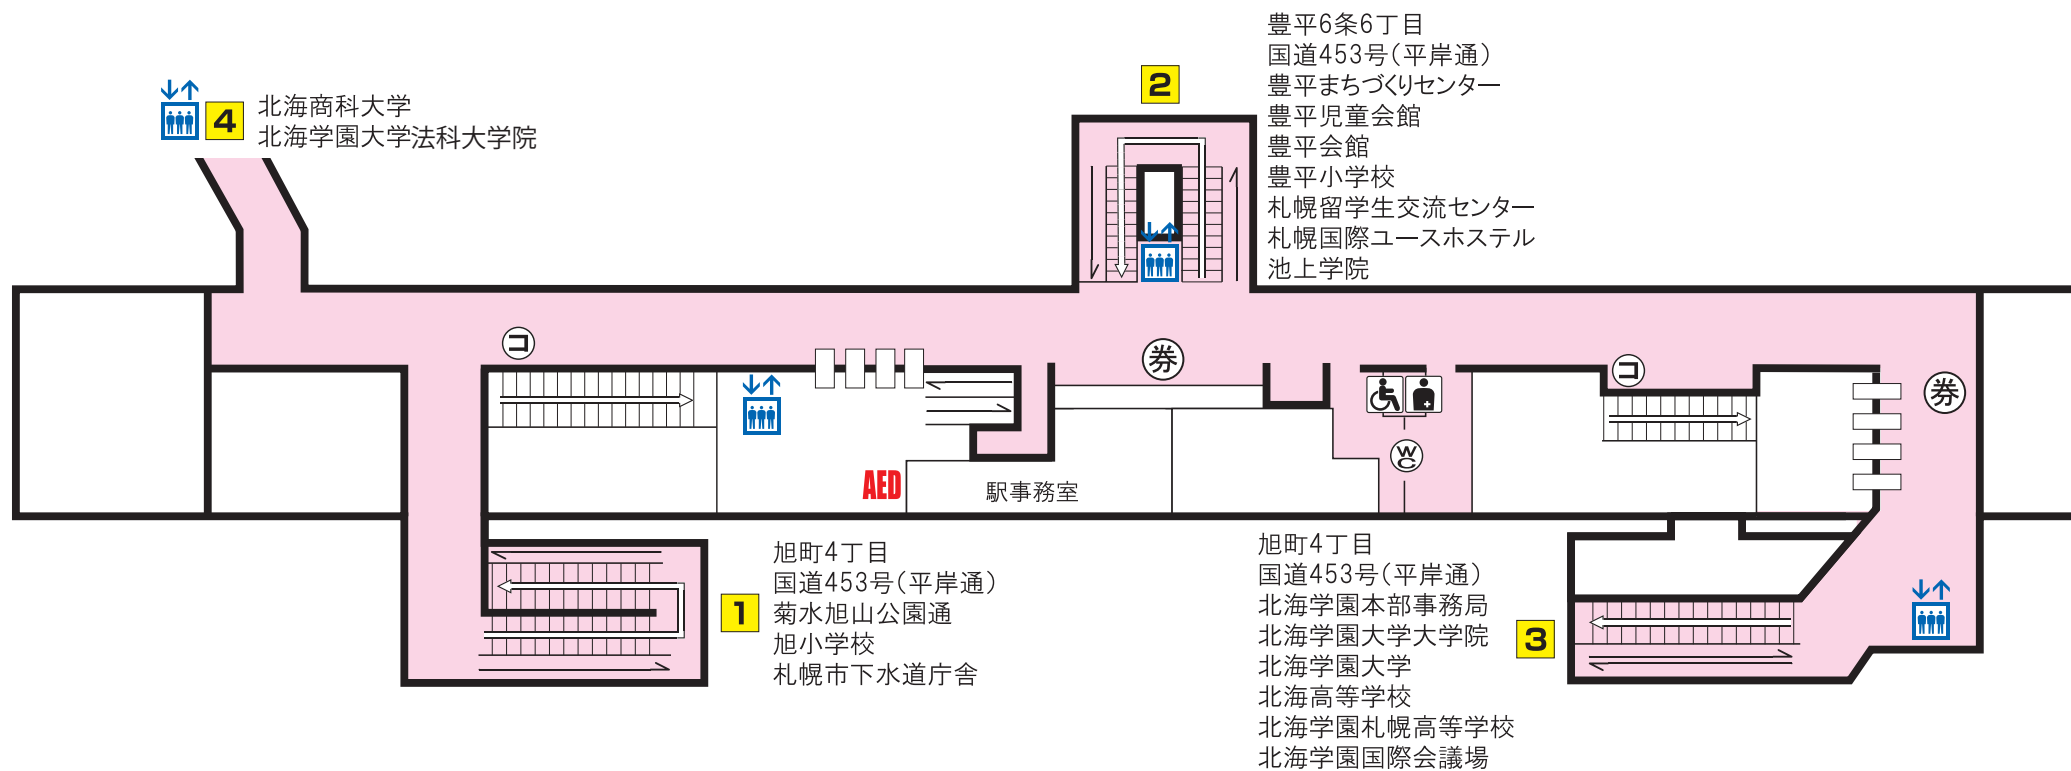 4
北海商科大学
北海学園大学法科大学院
2
豊平6条6丁目
国道453号(平岸通)
豊平まちづくりセンター
豊平児童会館
豊平会館
豊平小学校
札幌留学生交流センター
札幌国際ユースホステル
池上学院
コ
券
コ
券
WC
AED
駅事務室
1
旭町4丁目
国道453号(平岸通)
菊水旭山公園通
旭小学校
札幌市下水道庁舎
3
旭町4丁目
国道453号(平岸通)
北海学園本部事務局
北海学園大学大学院
北海学園大学
北海高等学校
北海学園札幌高等学校
北海学園国際会議場